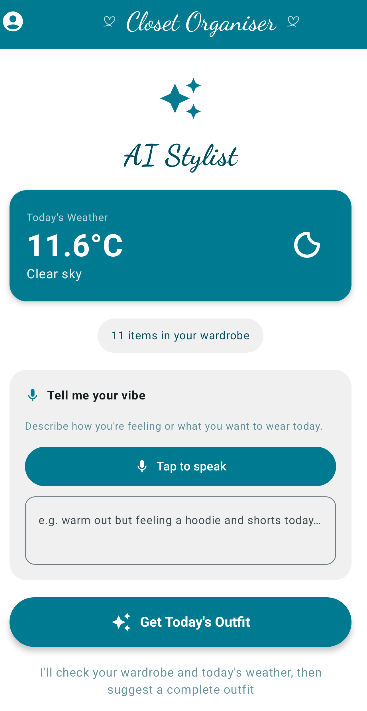 Closet Organiser
AI Stylist
Today's Weather
11.6°C
Clear sky
11 items in your wardrobe
Tell me your vibe
Describe how you're feeling or what you want to wear today.
Tap to speak
e.g. warm out but feeling a hoodie and shorts today…
Get Today's Outfit
I'll check your wardrobe and today's weather, then
suggest a complete outfit